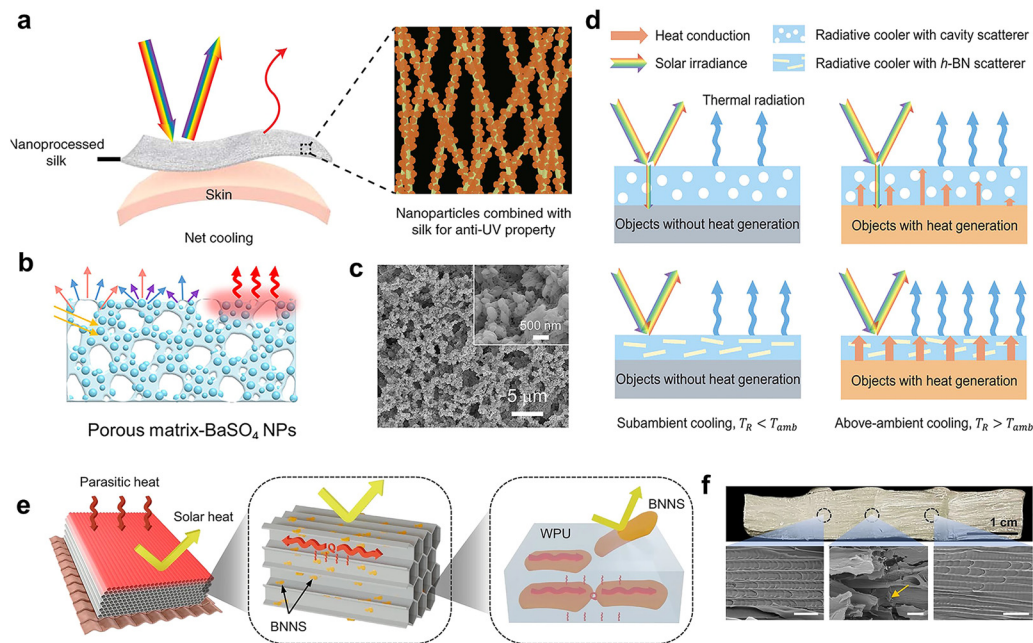 a
Nanoprocessed
silk
Skin
Net cooling
Nanoparticles combined with
silk for anti-UV property
b
Porous matrix-BaSO₄ NPs
c
500 nm
5 μm
d
Heat conduction
Radiative cooler with cavity scatterer
Solar irradiance
Radiative cooler with h-BN scatterer
Thermal radiation
Objects without heat generation
Objects with heat generation
Objects without heat generation
Objects with heat generation
Subambient cooling, T_R < T_amb
Above-ambient cooling, T_R > T_amb
e
Parasitic heat
Solar heat
Q
BNNS
WPU
BNNS
f
1 cm